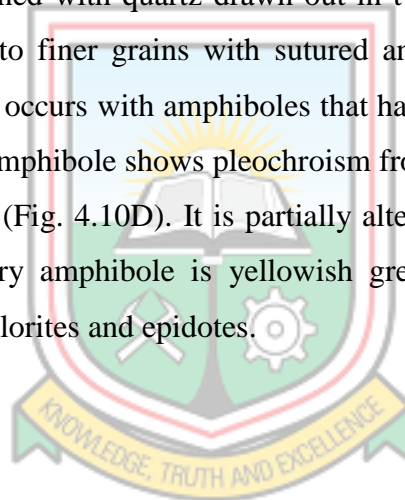 ned with quartz drawn out in t
to finer grains with sutured an
occurs with amphiboles that ha
mphibole shows pleochroism fro
(Fig. 4.10D). It is partially alte
ry amphibole is yellowish gre
lorites and epidotes.
KNOWLEDGE, TRUTH AND EXCELLENCE